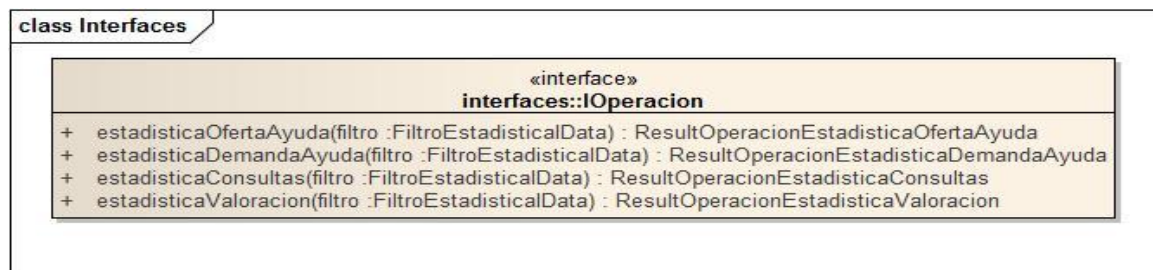 class Interfaces
«interface»
interfaces::IOperacion
+ estadisticaOfertaAyuda(filtro :FiltroEstadisticalData) : ResultOperacionEstadisticaOfertaAyuda
+ estadisticaDemandaAyuda(filtro :FiltroEstadisticalData) : ResultOperacionEstadisticaDemandaAyuda
+ estadisticaConsultas(filtro :FiltroEstadisticalData) : ResultOperacionEstadisticaConsultas
+ estadisticaValoracion(filtro :FiltroEstadisticalData) : ResultOperacionEstadisticaValoracion